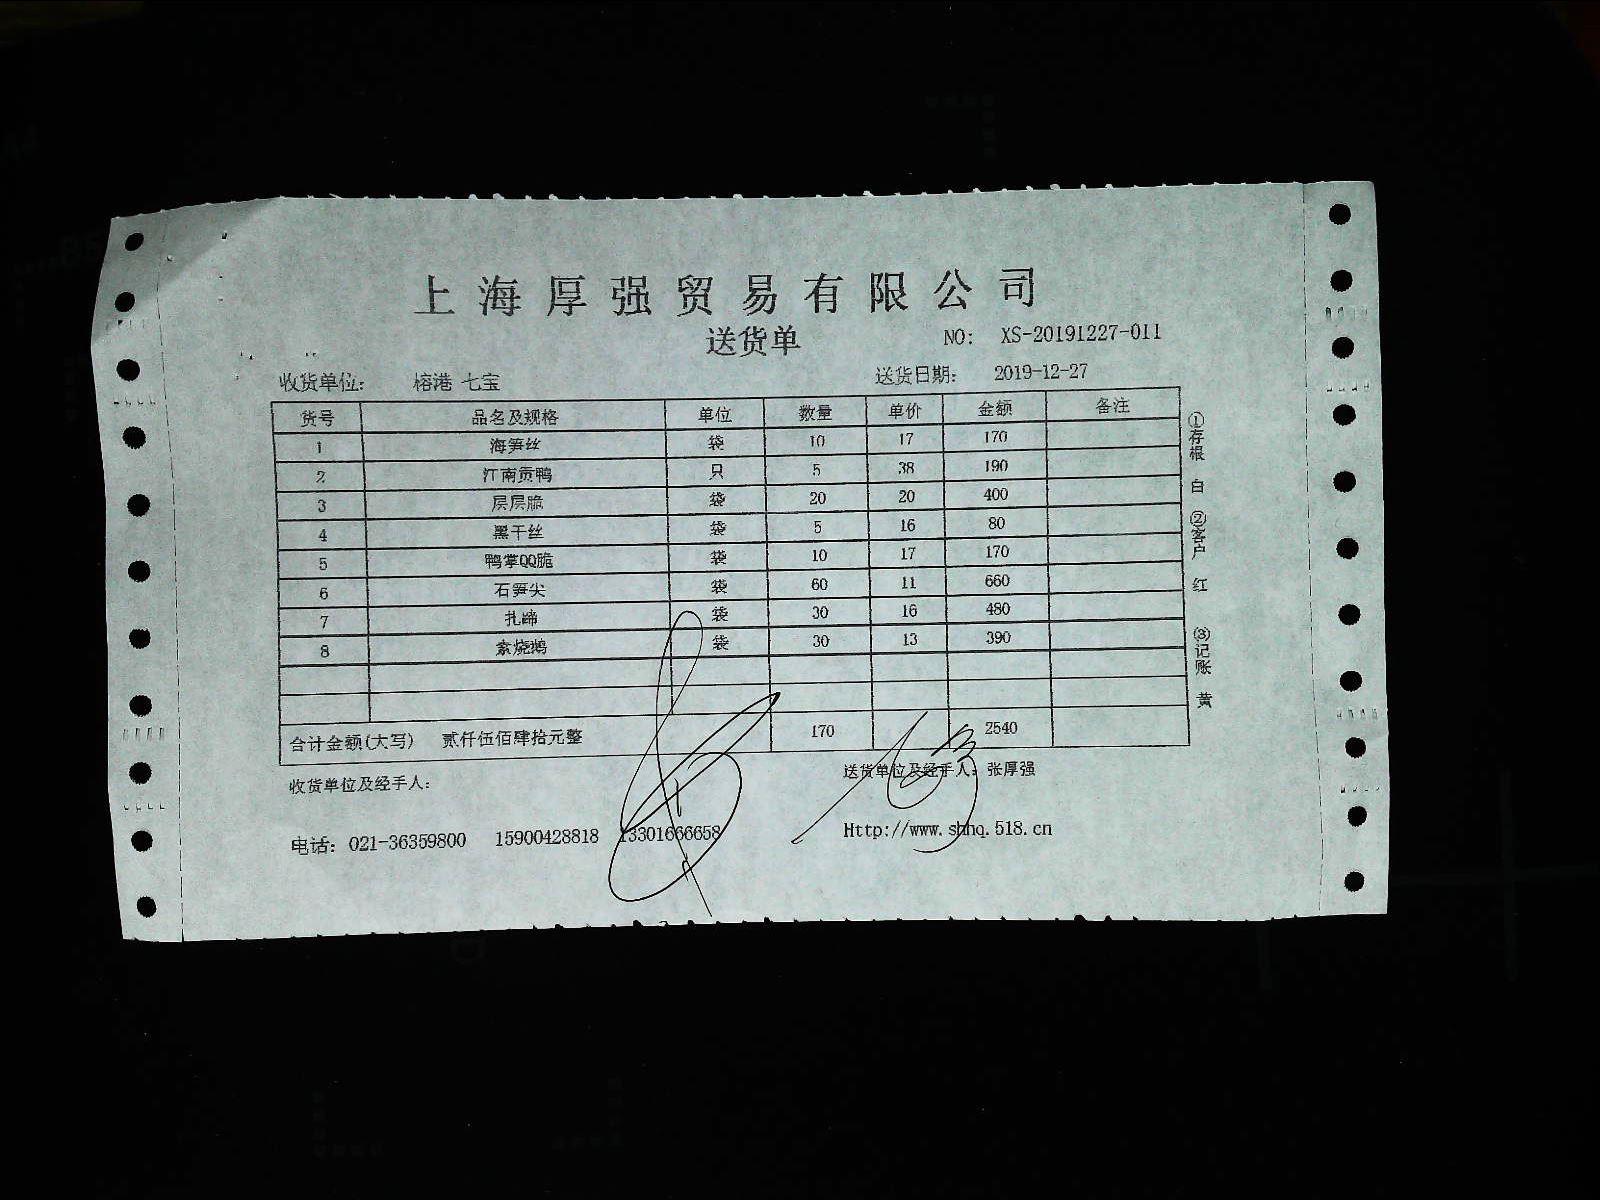 上海厚强贸易有限公司
送货单 NO: XS-20191227-011
收货单位: 榕港 七宝 送货日期: 2019-12-27
货号 品名及规格 单位 数量 单价 金额 备注
1 海笋丝 袋 10 17 170
2 江南贡鸭 只 5 38 190
3 层层脆 袋 20 20 400
4 黑干丝 袋 5 16 80
5 鸭掌QQ脆 袋 10 17 170
6 石笋尖 袋 60 11 660
7 扎蹄 袋 30 16 480
8 素烧鹅 袋 30 13 390
合计金额(大写) 贰仟伍佰肆拾元整 170 2540
收货单位及经手人: 送货单位及经手人: 张厚强
电话: 021-36359800 15900428818 13301666658 Http://www.shhq.518.cn
①存根 白 ②客户 红 ③记账 黄